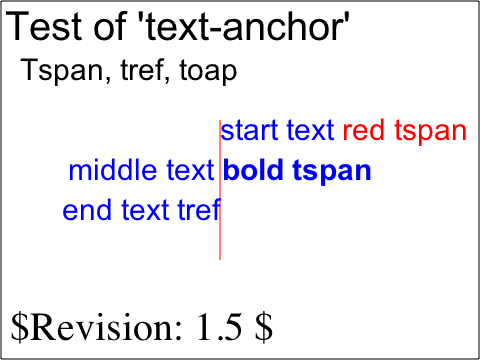 Test of 'text-anchor'
Tspan, tref, toap
start text red tspan
middle text bold tspan
end text tref
$Revision: 1.5 $